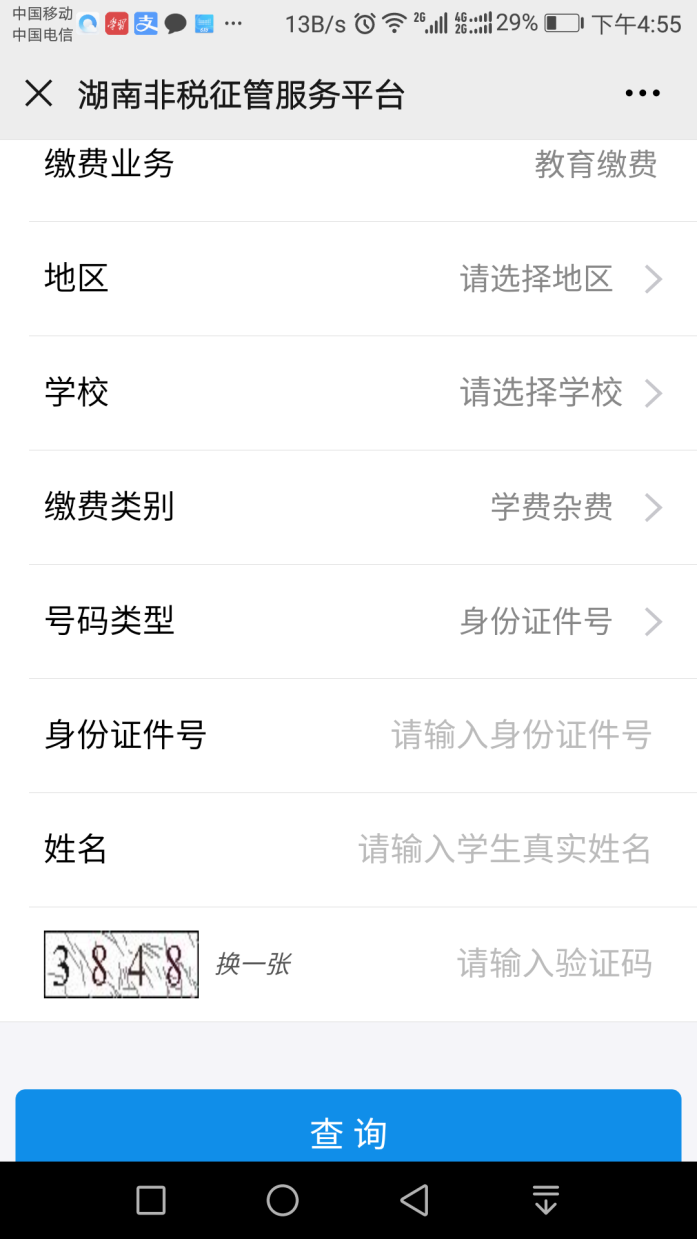 中国移动
中国电信
13B/s 2G 4G 2G 29% 下午4:55
湖南非税征管服务平台
缴费业务 教育缴费
地区 请选择地区
学校 请选择学校
缴费类别 学费杂费
号码类型 身份证件号
身份证件号 请输入身份证件号
姓名 请输入学生真实姓名
3848 换一张 请输入验证码
查询